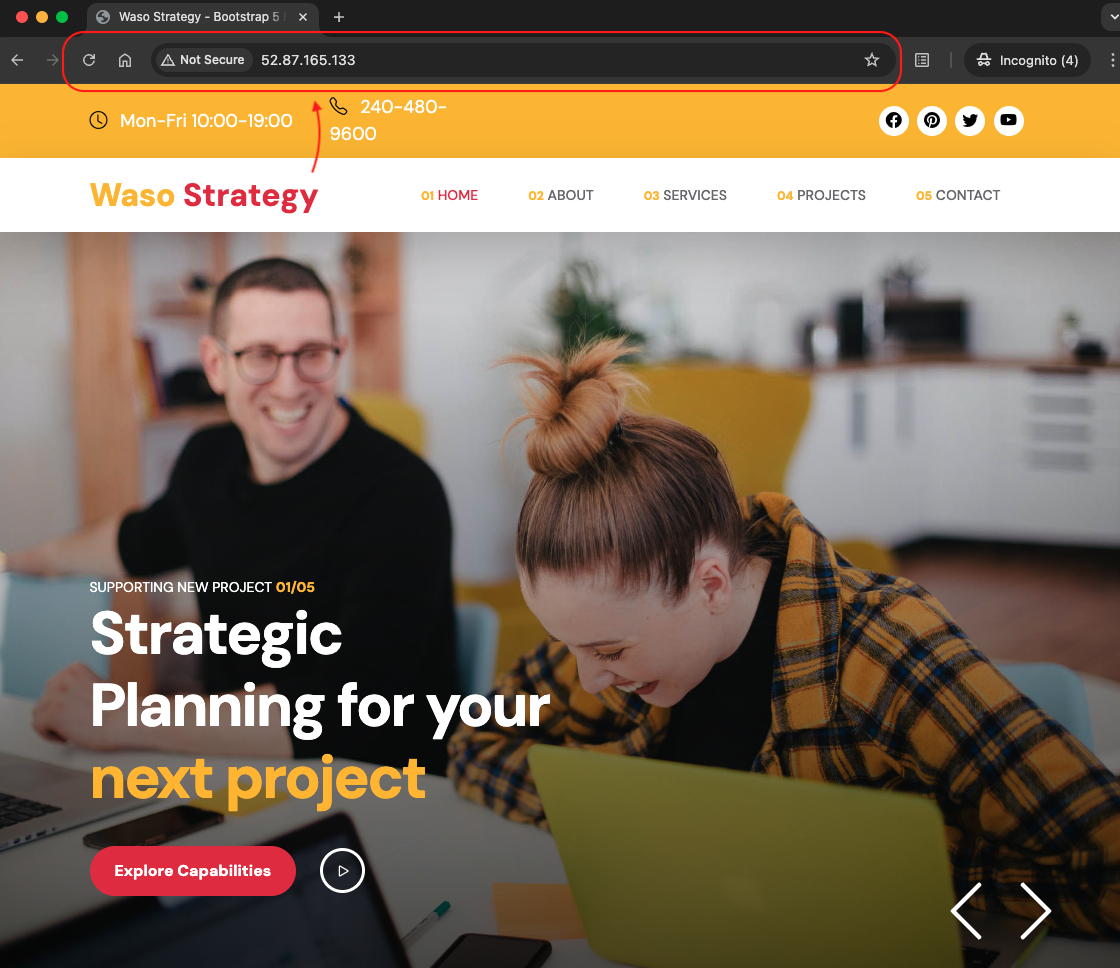 Waso Strategy - Bootstrap 5
Not Secure 52.87.165.133
Incognito (4)
Mon-Fri 10:00-19:00
240-480-
9600
Waso Strategy
01 HOME 02 ABOUT 03 SERVICES 04 PROJECTS 05 CONTACT
SUPPORTING NEW PROJECT 01/05
Strategic
Planning for your
next project
Explore Capabilities